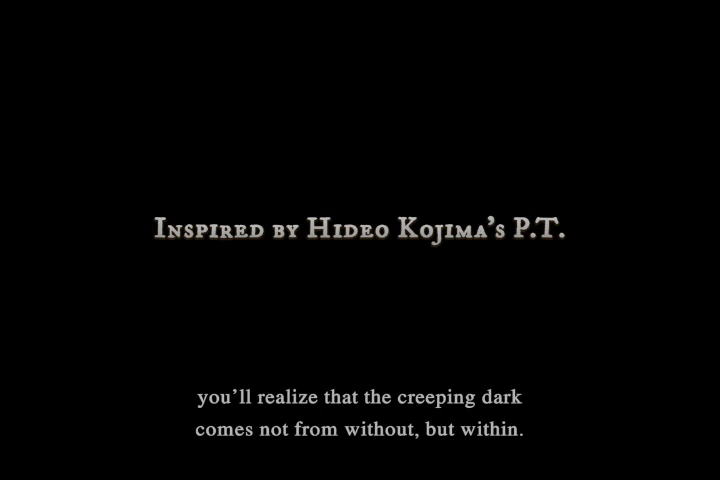 Inspired by Hideo Kojima's P.T.
you'll realize that the creeping dark
comes not from without, but within.